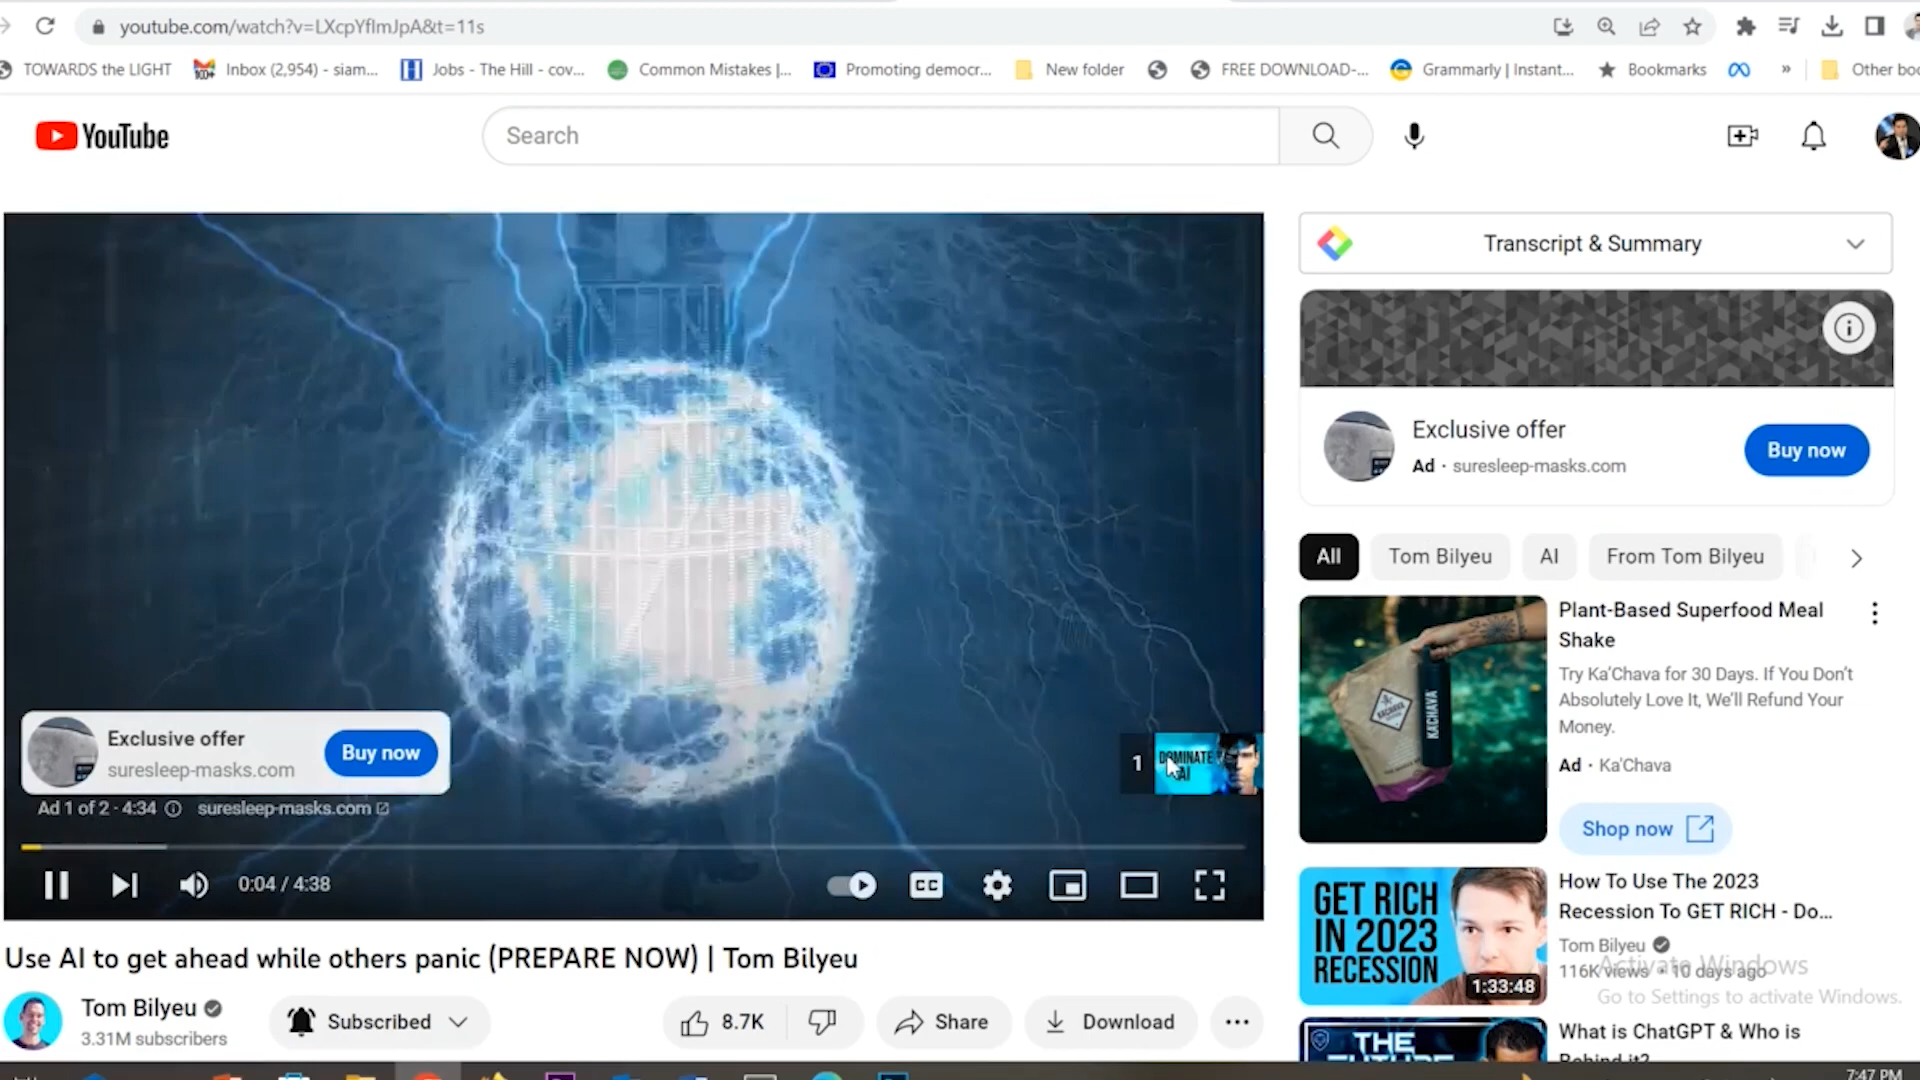 youtube.com/watch?v=LXcpYflmJpA&t=11s
TOWARDS the LIGHT
Inbox (2,954) - siam...
Jobs - The Hill - cov...
Common Mistakes |...
Promoting democr...
New folder
FREE DOWNLOAD-...
Grammarly | Instant...
Bookmarks
»
Other boo
YouTube
Search
Transcript & Summary
Exclusive offer
Ad · suresleep-masks.com
Buy now
All
Tom Bilyeu
AI
From Tom Bilyeu
Plant-Based Superfood Meal
Shake
Try Ka'Chava for 30 Days. If You Don't
Absolutely Love It, We'll Refund Your
Money.
Ad · Ka'Chava
Shop now
KACHAVA
KACHAVA
Exclusive offer
suresleep-masks.com
Buy now
Ad 1 of 2 · 4:34
suresleep-masks.com
1
DOMINATE
AI
0:04 / 4:38
CC
GET RICH
IN 2023
RECESSION
1:33:48
How To Use The 2023
Recession To GET RICH - Do...
Tom Bilyeu
116K views · 10 days ago
Activate Windows
Go to Settings to activate Windows.
Use AI to get ahead while others panic (PREPARE NOW) | Tom Bilyeu
Tom Bilyeu
3.31M subscribers
Subscribed
8.7K
Share
Download
THE
What is ChatGPT & Who is
Behind it?
7:47 PM